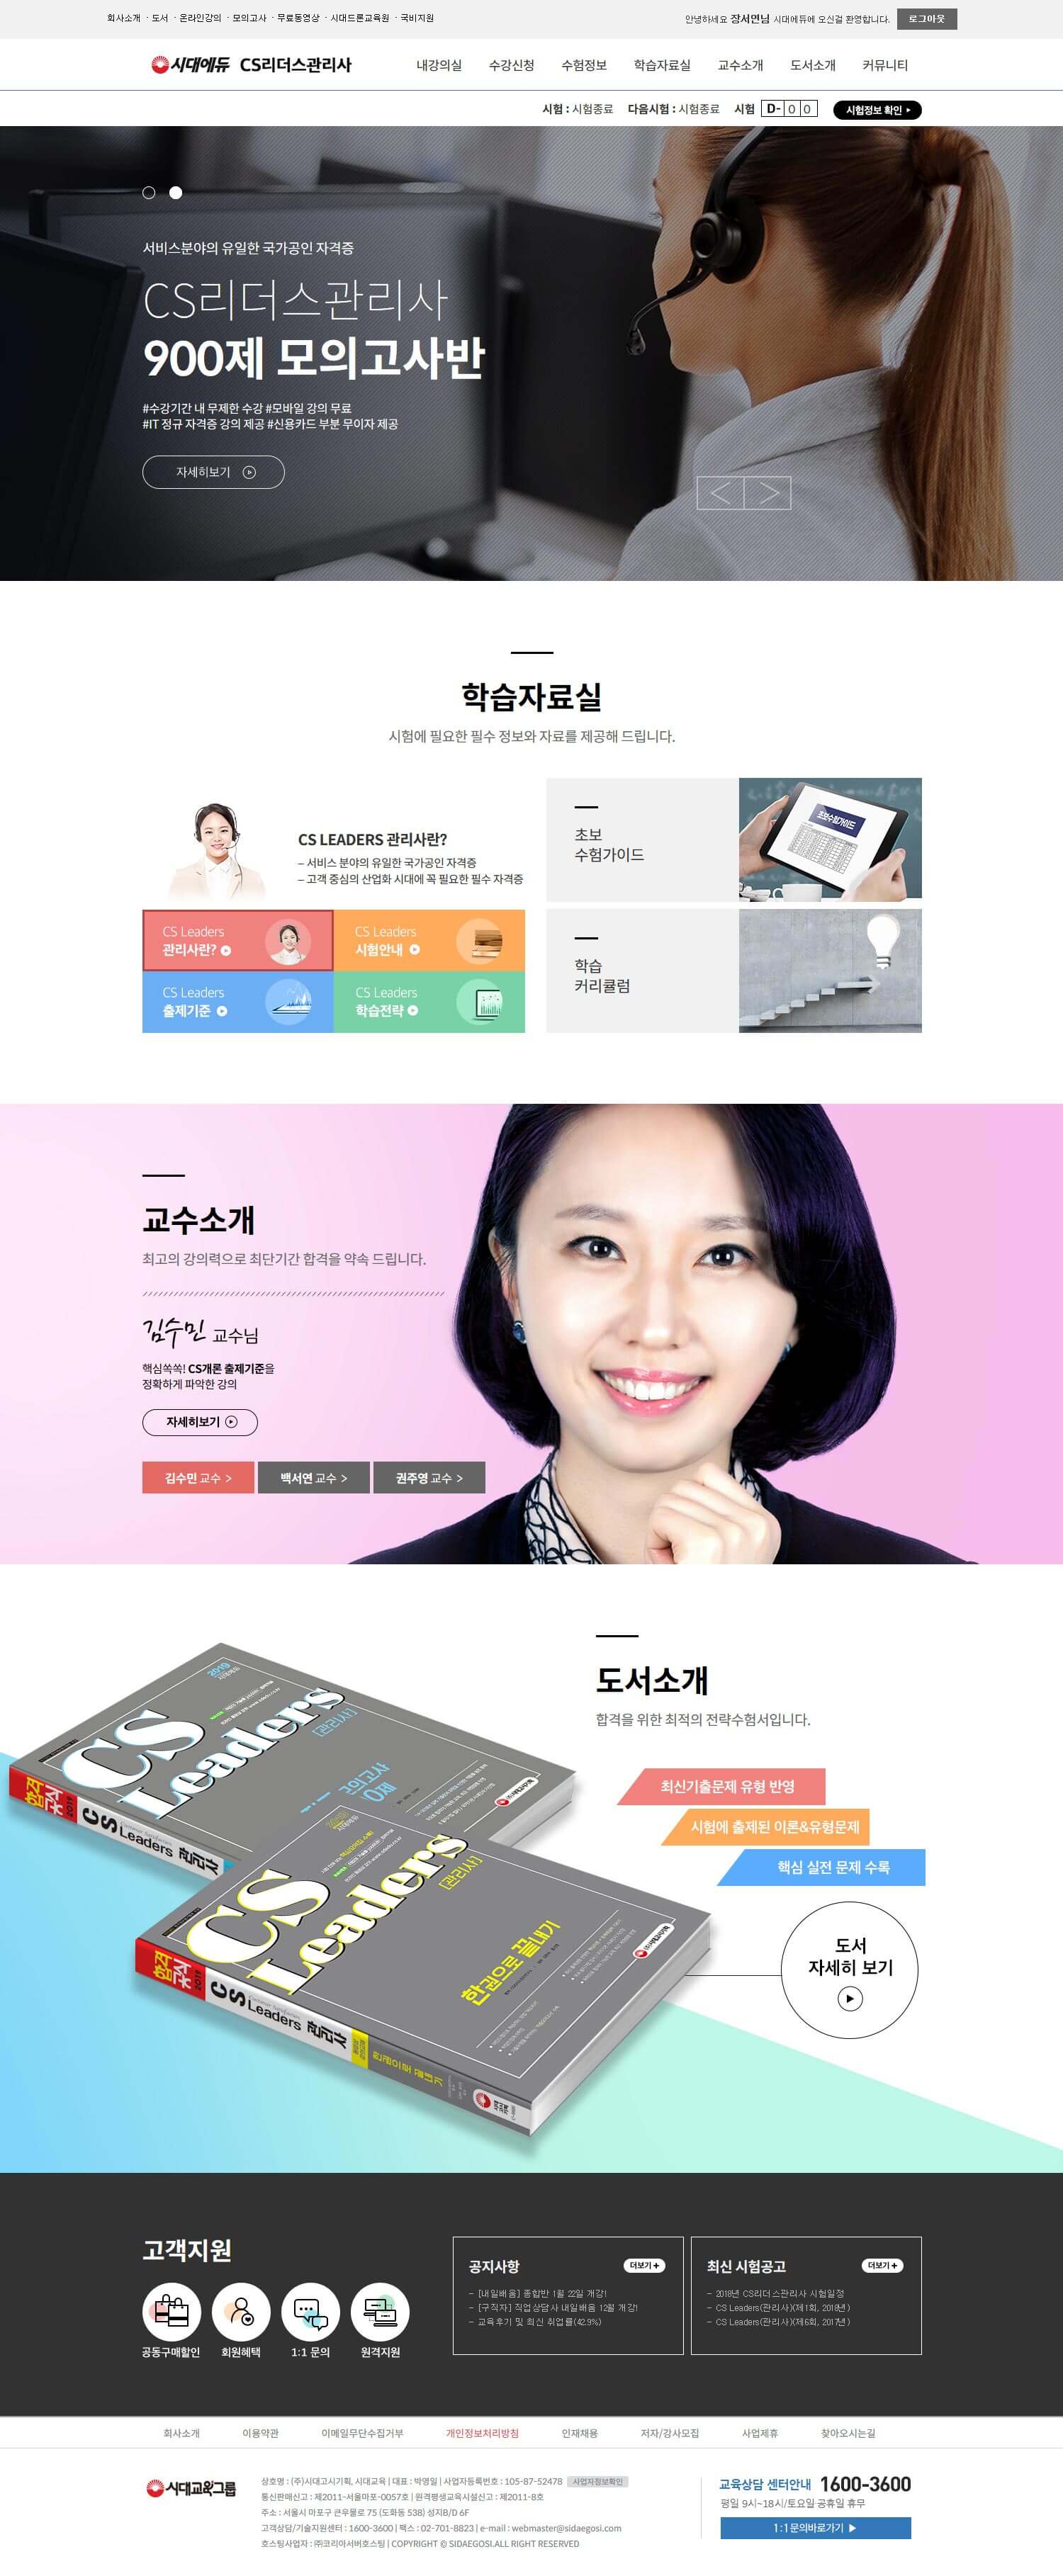 회사소개 · 도서 · 온라인강의 · 모의고사 · 무료동영상 · 시대드론교육원 · 국비지원
안녕하세요 장서연님 시대에듀에 오신걸 환영합니다. 로그아웃
시대에듀 CS리더스관리사
내강의실 수강신청 수험정보 학습자료실 교수소개 도서소개 커뮤니티
시험 : 시험종료 다음시험 : 시험종료 시험 D- 0 0 시험정보 확인
서비스분야의 유일한 국가공인 자격증
CS리더스관리사
900제 모의고사반
#수강기간 내 무제한 수강 #모바일 강의 무료
#IT 정규 자격증 강의 제공 #신용카드 부분 무이자 제공
자세히보기
학습자료실
시험에 필요한 필수 정보와 자료를 제공해 드립니다.
CS LEADERS 관리사란?
– 서비스 분야의 유일한 국가공인 자격증
– 고객 중심의 산업화 시대에 꼭 필요한 필수 자격증
CS Leaders
관리사란?
CS Leaders
시험안내
CS Leaders
출제기준
CS Leaders
학습전략
초보
수험가이드
초보수험가이드
학습
커리큘럼
교수소개
최고의 강의력으로 최단기간 합격을 약속 드립니다.
김수민 교수님
핵심쏙쏙! CS개론 출제기준을
정확하게 파악한 강의
자세히보기
김수민 교수 >
백서연 교수 >
권주영 교수 >
도서소개
합격을 위한 최적의 전략수험서입니다.
최신기출문제 유형 반영
시험에 출제된 이론&유형문제
핵심 실전 문제 수록
2019
시대에듀
CS
Leaders
[관리사]
모의고사
0제
CS Leaders 관리사
CS
Leaders
[관리사]
한권으로 끝내기
2019
CS Leaders 관리사
한권으로 끝내기
도서
자세히 보기
고객지원
공동구매할인
회원혜택
1:1 문의
원격지원
공지사항 더보기 +
- [내일배움] 종합반 1월 22일 개강!
- [구직자] 직업상담사 내일배움 12월 개강!
- 교육후기 및 최신 취업률(42.9%)
최신 시험공고 더보기 +
- 2018년 CS리더스관리사 시험일정
- CS Leaders(관리사)(제1회, 2018년)
- CS Leaders(관리사)(제6회, 2017년)
회사소개 이용약관 이메일무단수집거부 개인정보처리방침 인재채용 저자/강사모집 사업제휴 찾아오시는길
시대교육그룹
상호명 : (주)시대고시기획, 시대교육 | 대표 : 박영일 | 사업자등록번호 : 105-87-52478 사업자정보확인
통신판매신고 : 제2011-서울마포-0057호 | 원격평생교육시설신고 : 제2011-8호
주소 : 서울시 마포구 큰우물로 75 (도화동 538) 성지B/D 6F
고객상담/기술지원센터 : 1600-3600 | 팩스 : 02-701-8823 | e-mail : webmaster@sidaegosi.com
호스팅사업자 : ㈜코리아서버호스팅 | COPYRIGHT © SIDAEGOSI.ALL RIGHT RESERVED
교육상담 센터안내 1600-3600
평일 9시~18시/토요일·공휴일 휴무
1:1문의바로가기 ▶